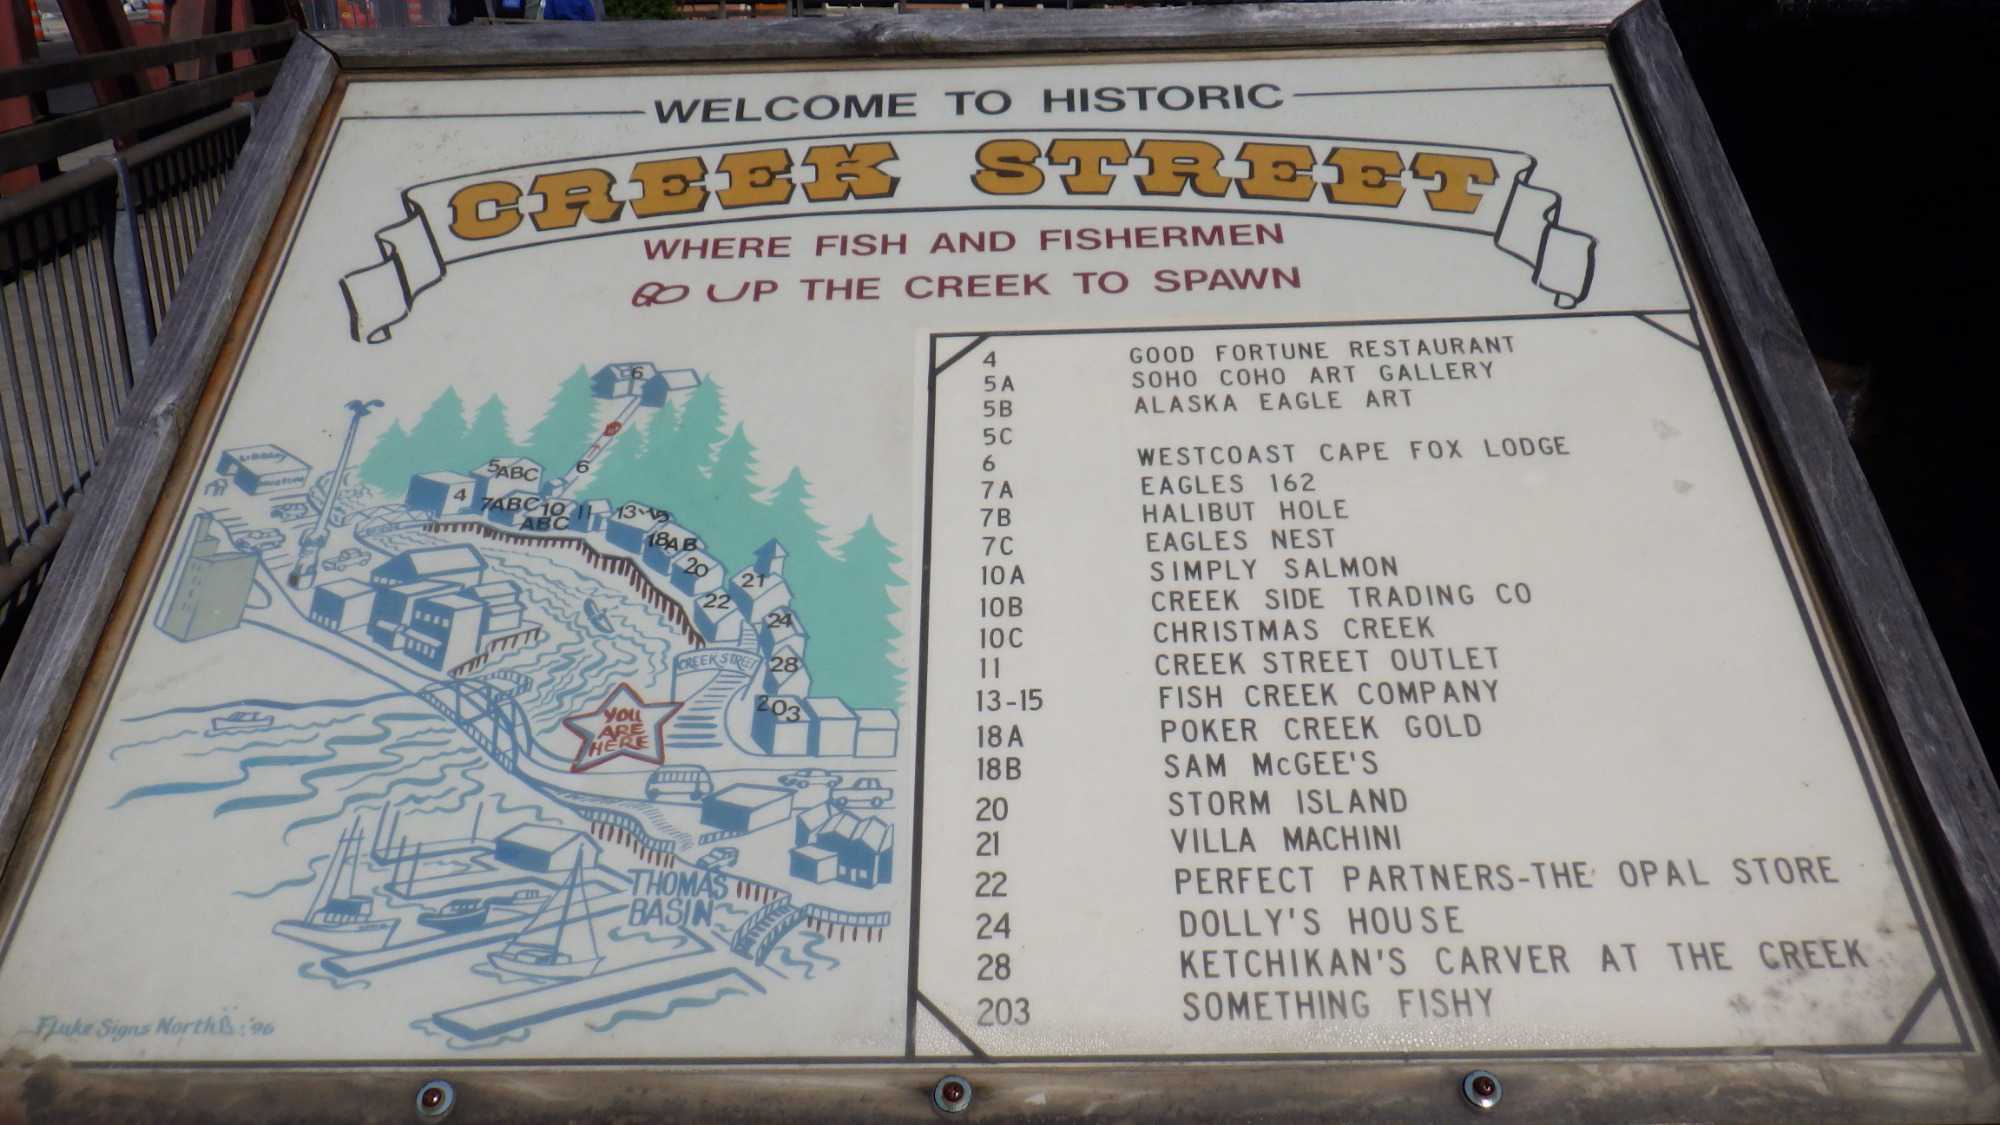 WELCOME TO HISTORIC
CREEK STREET
WHERE FISH AND FISHERMEN
GO UP THE CREEK TO SPAWN
4 GOOD FORTUNE RESTAURANT
5A SOHO COHO ART GALLERY
5B ALASKA EAGLE ART
5C
6 WESTCOAST CAPE FOX LODGE
7A EAGLES 162
7B HALIBUT HOLE
7C EAGLES NEST
10A SIMPLY SALMON
10B CREEK SIDE TRADING CO
10C CHRISTMAS CREEK
11 CREEK STREET OUTLET
13-15 FISH CREEK COMPANY
18A POKER CREEK GOLD
18B SAM McGEE'S
20 STORM ISLAND
21 VILLA MACHINI
22 PERFECT PARTNERS-THE OPAL STORE
24 DOLLY'S HOUSE
28 KETCHIKAN'S CARVER AT THE CREEK
203 SOMETHING FISHY
6
5ABC
6
4
7ABC
10
ABC
11
13-15
18AB
20
21
22
24
CREEK STREET
28
203
YOU
ARE
HERE
THOMAS
BASIN
Fluke Signs North '96